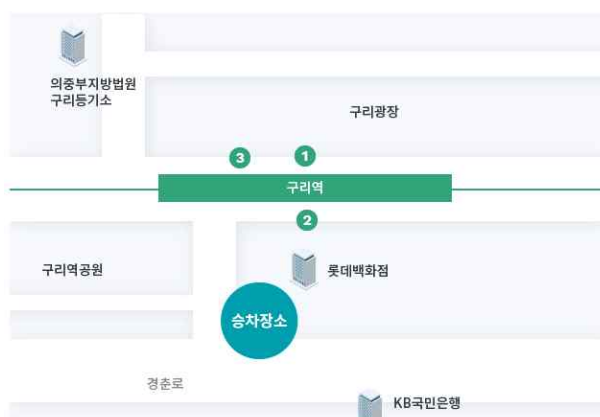 의중부지방법원
구리등기소
구리광장
3
1
구리역
2
구리역공원
롯데백화점
승차장소
경춘로
KB국민은행